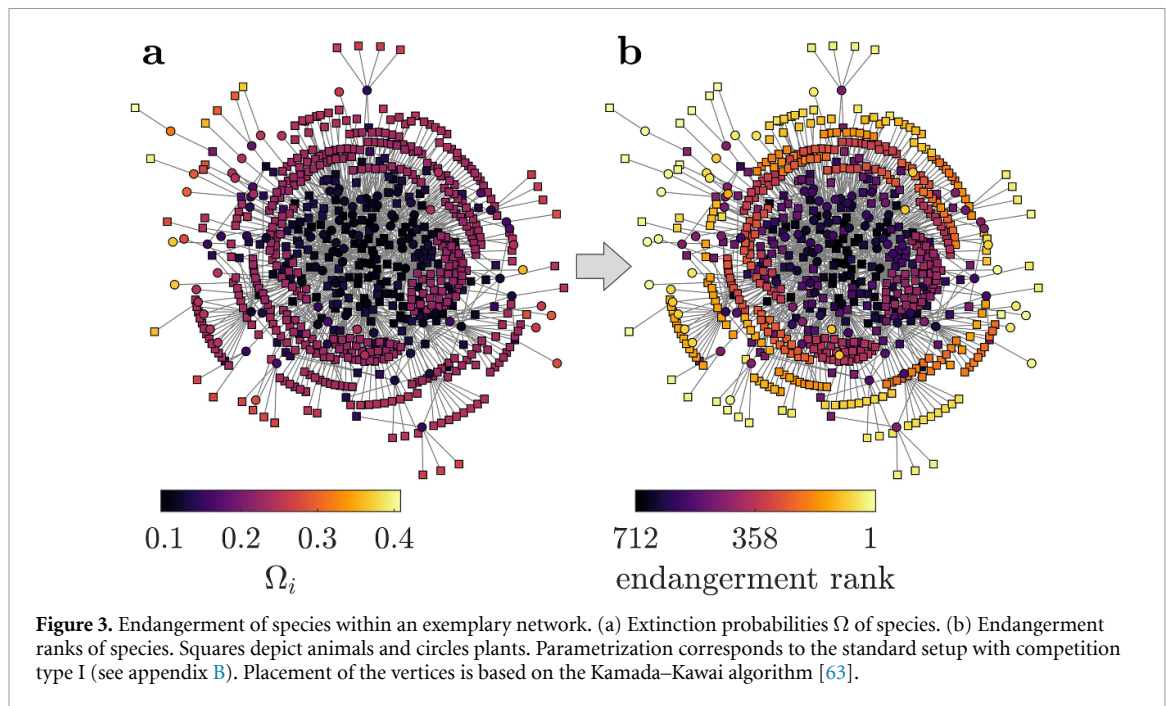 a
b
0.1 0.2 0.3 0.4
Ωᵢ
712 358 1
endangerment rank
Figure 3. Endangerment of species within an exemplary network. (a) Extinction probabilities Ω of species. (b) Endangerment
ranks of species. Squares depict animals and circles plants. Parametrization corresponds to the standard setup with competition
type I (see appendix B). Placement of the vertices is based on the Kamada–Kawai algorithm [63].